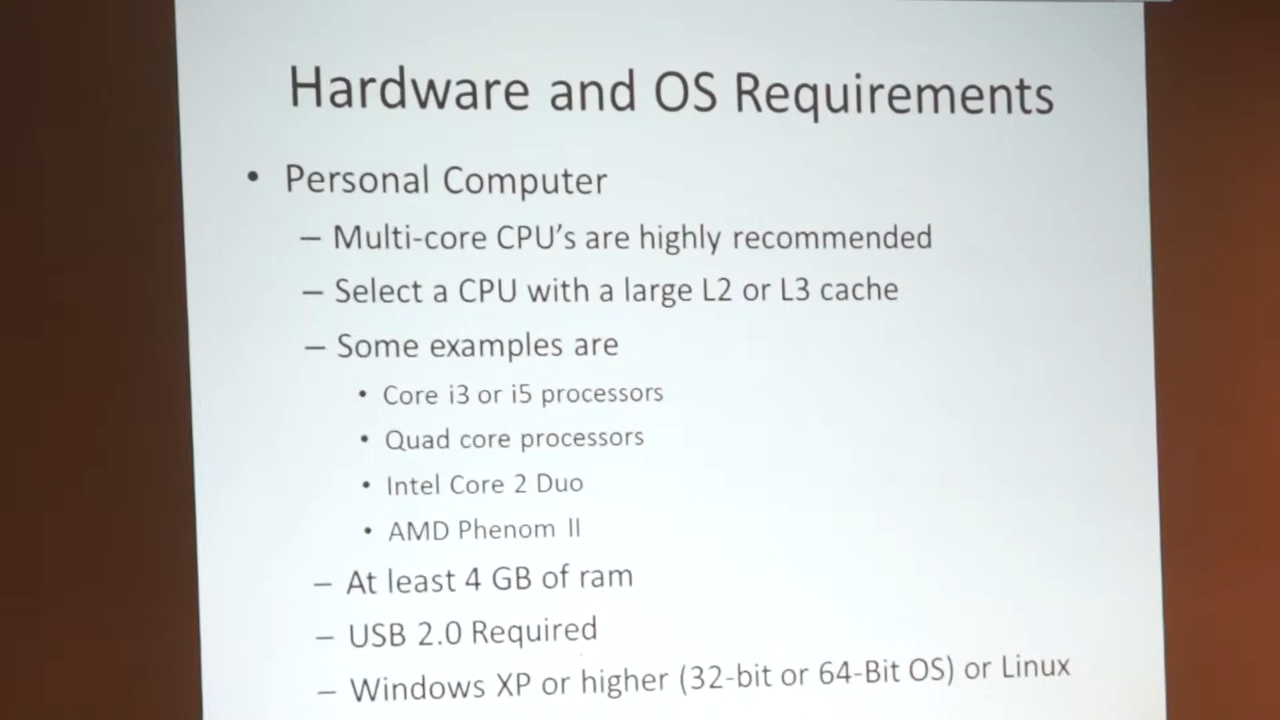 Hardware and OS Requirements
• Personal Computer
– Multi-core CPU’s are highly recommended
– Select a CPU with a large L2 or L3 cache
– Some examples are
• Core i3 or i5 processors
• Quad core processors
• Intel Core 2 Duo
• AMD Phenom II
– At least 4 GB of ram
– USB 2.0 Required
– Windows XP or higher (32-bit or 64-Bit OS) or Linux